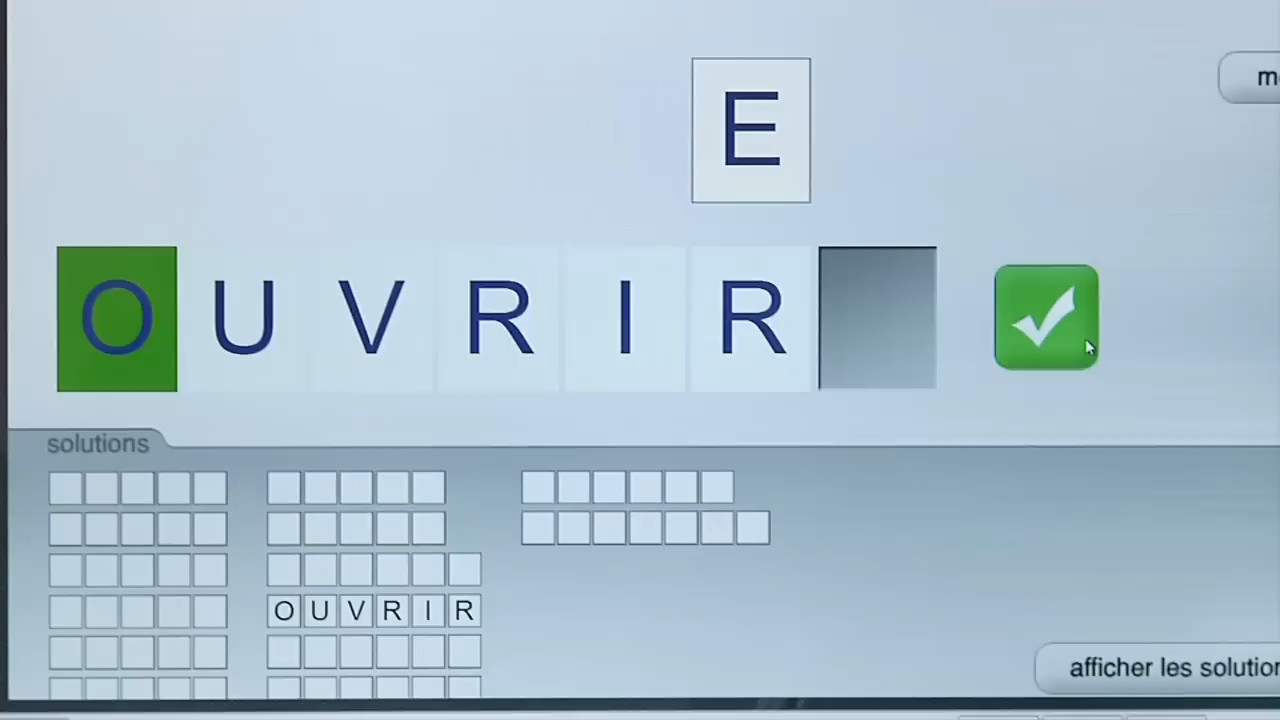 E
m
OUVRIR
solutions
OUVRIR
afficher les solution